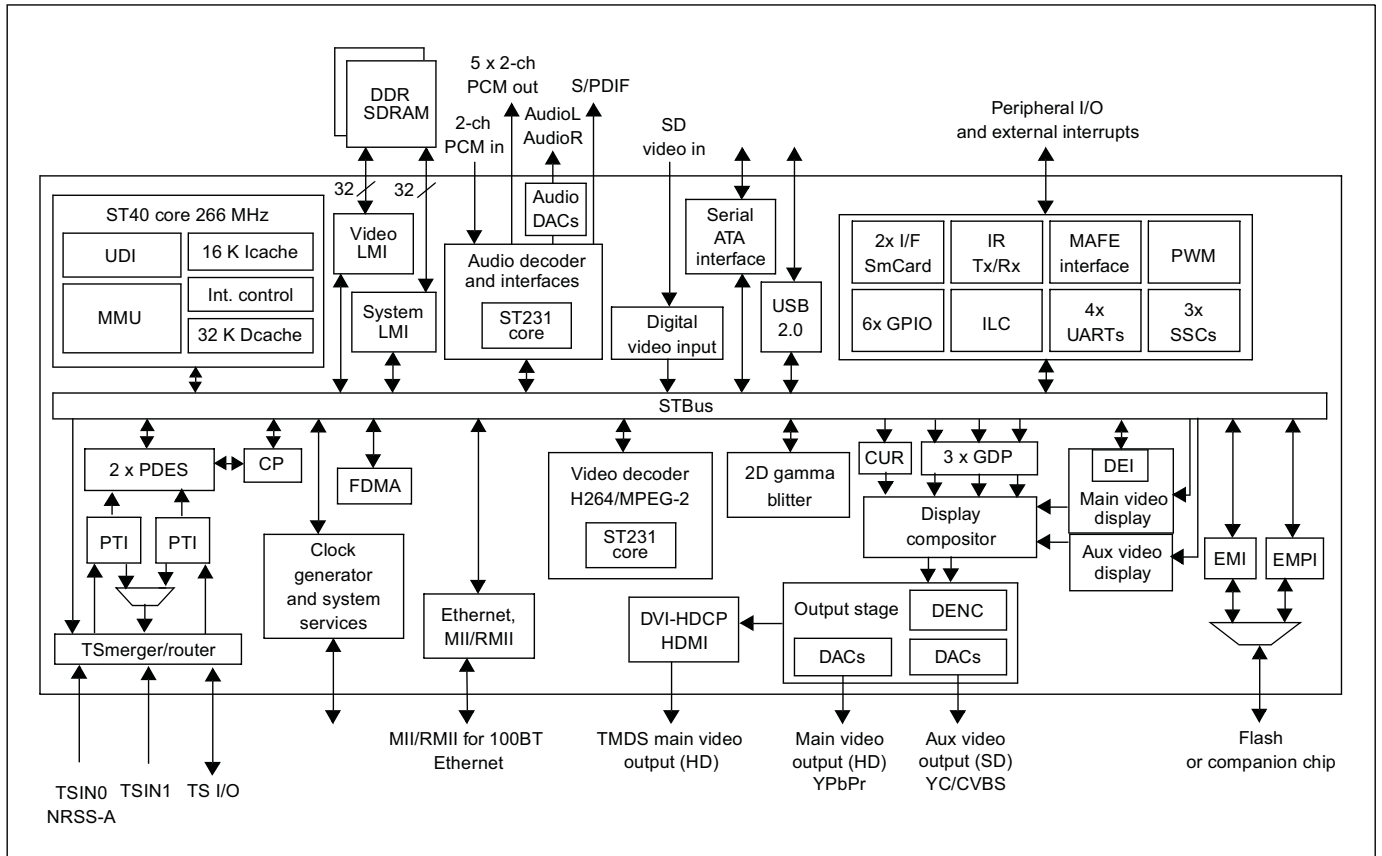 5 x 2-ch
PCM out
S/PDIF
DDR
SDRAM
2-ch
PCM in
AudioL
AudioR
SD
video in
Peripheral I/O
and external interrupts
32
32
ST40 core 266 MHz
UDI
16 K Icache
MMU
Int. control
32 K Dcache
Video
LMI
System
LMI
Audio
DACs
Audio decoder
and interfaces
ST231
core
Digital
video input
Serial
ATA
interface
USB
2.0
2x I/F
SmCard
IR
Tx/Rx
MAFE
interface
PWM
6x GPIO
ILC
4x
UARTs
3x
SSCs
STBus
2 x PDES
CP
PTI
PTI
TSmerger/router
Clock
generator
and system
services
FDMA
Ethernet,
MII/RMII
Video decoder
H264/MPEG-2
ST231
core
2D gamma
blitter
CUR
3 x GDP
DEI
Main video
display
Display
compositor
Aux video
display
EMI
EMPI
DVI-HDCP
HDMI
Output stage
DENC
DACs
DACs
TSIN0
NRSS-A
TSIN1
TS I/O
MII/RMII for 100BT
Ethernet
TMDS main video
output (HD)
Main video
output (HD)
YPbPr
Aux video
output (SD)
YC/CVBS
Flash
or companion chip